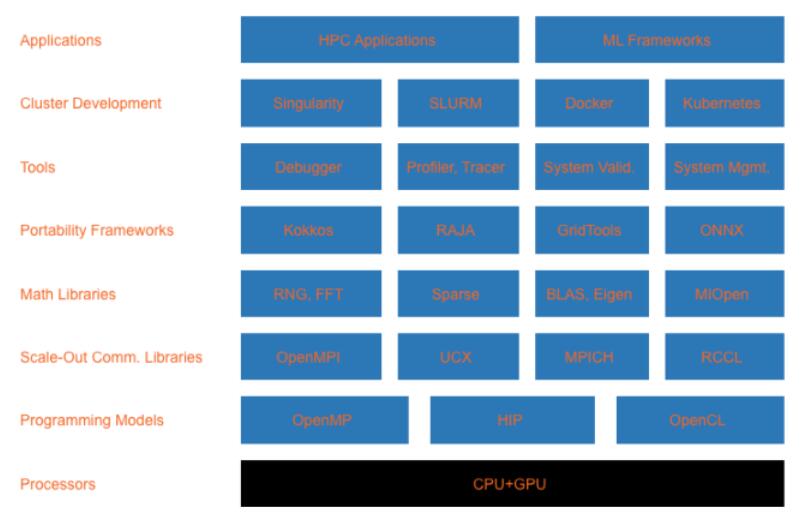 Applications
HPC Applications
ML Frameworks
Cluster Development
Singularity
SLURM
Docker
Kubernetes
Tools
Debugger
Profiler, Tracer
System Valid.
System Mgmt.
Portability Frameworks
Kokkos
RAJA
GridTools
ONNX
Math Libraries
RNG, FFT
Sparse
BLAS, Eigen
MIOpen
Scale-Out Comm. Libraries
OpenMPI
UCX
MPICH
RCCL
Programming Models
OpenMP
HIP
OpenCL
Processors
CPU+GPU